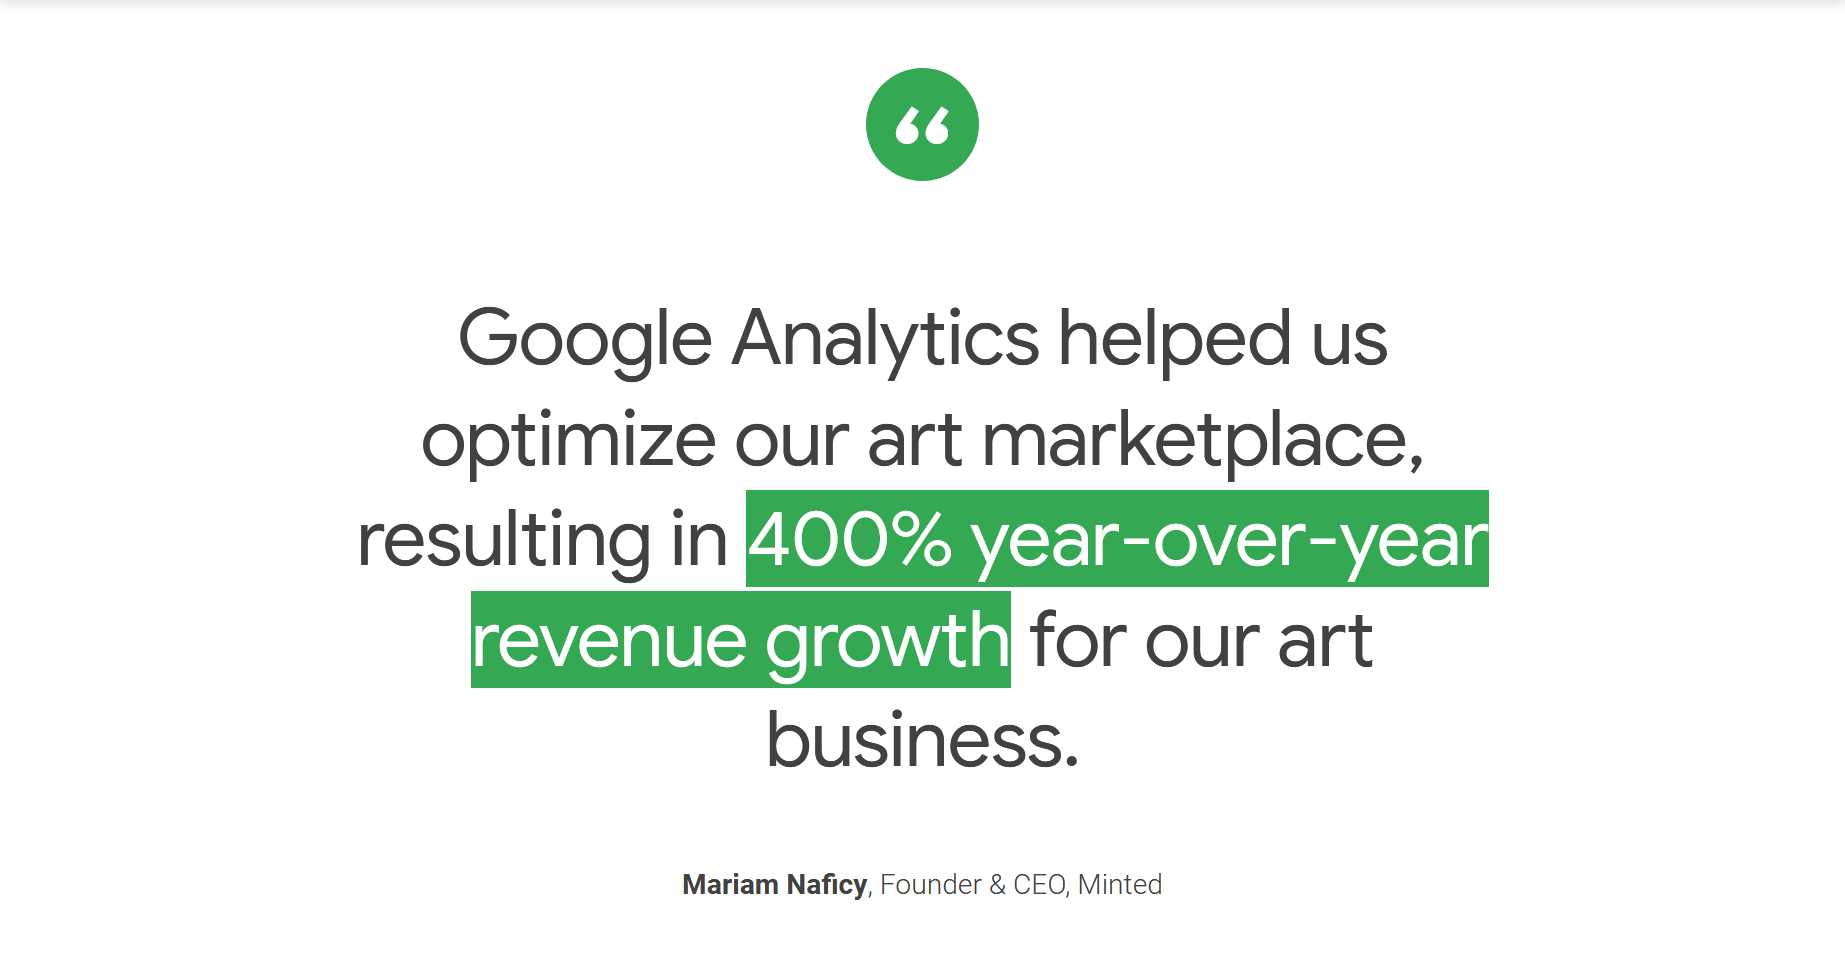 “
Google Analytics helped us
optimize our art marketplace,
resulting in 400% year-over-year
revenue growth for our art
business.
Mariam Naficy, Founder & CEO, Minted